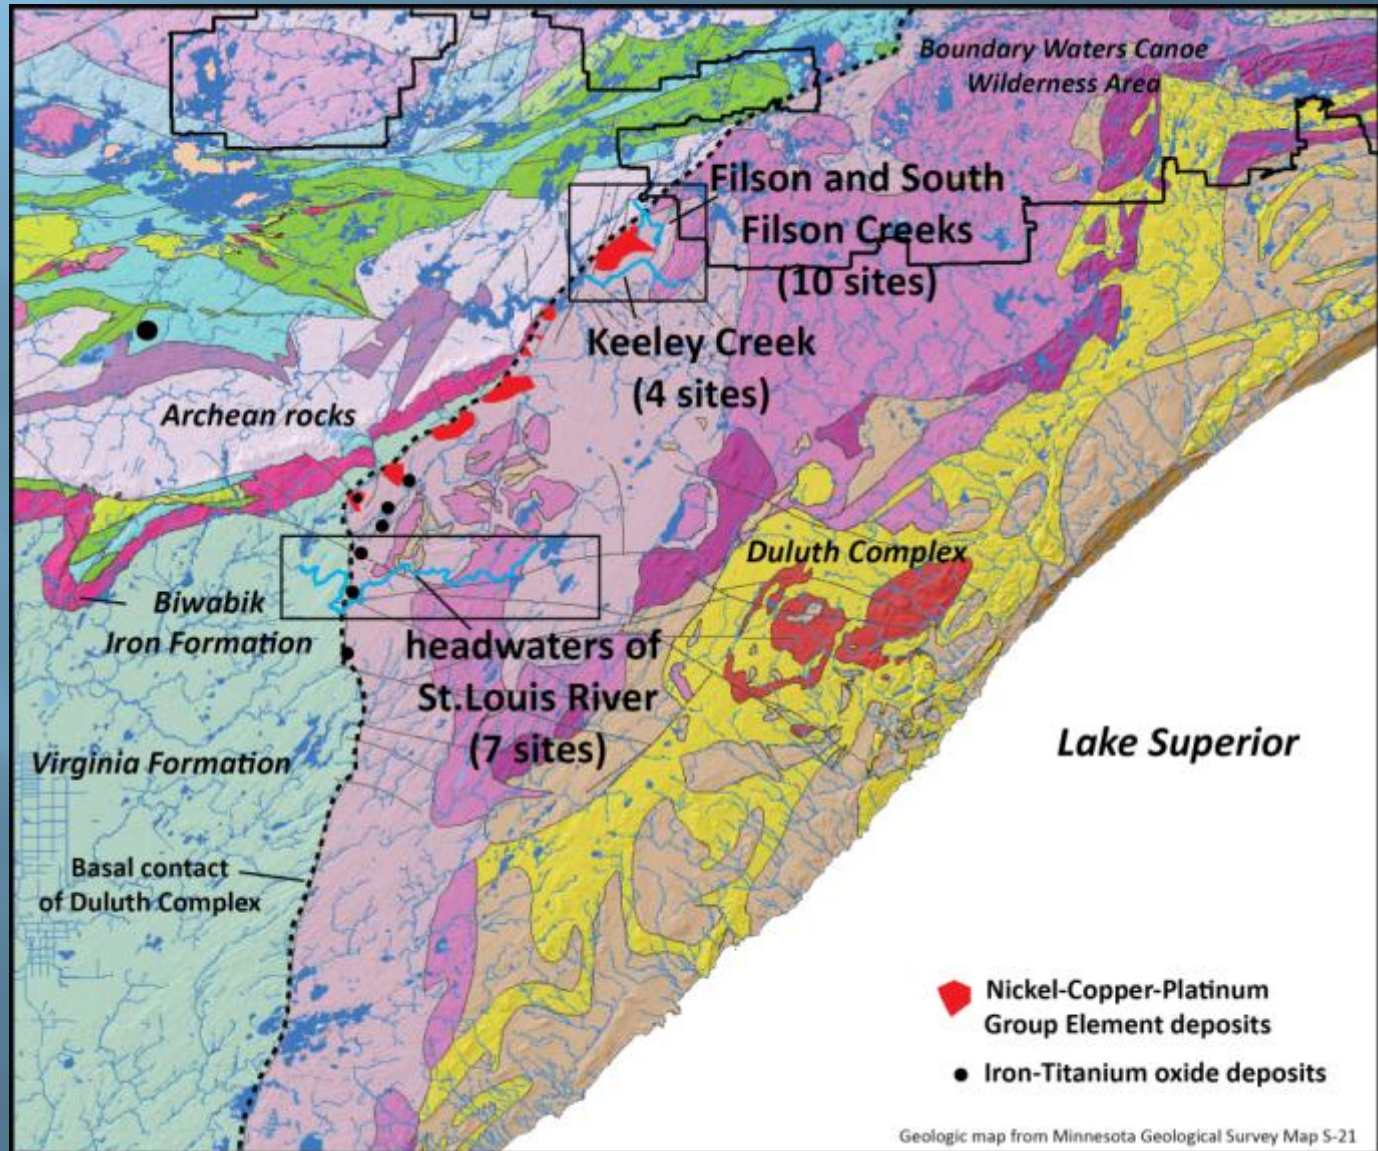 Boundary Waters Canoe
Wilderness Area
Filson and South
Filson Creeks
(10 sites)
Keeley Creek
(4 sites)
Archean rocks
Duluth Complex
Biwabik
Iron Formation
headwaters of
St.Louis River
(7 sites)
Lake Superior
Virginia Formation
Basal contact
of Duluth Complex
Nickel-Copper-Platinum
Group Element deposits
Iron-Titanium oxide deposits
Geologic map from Minnesota Geological Survey Map S-21